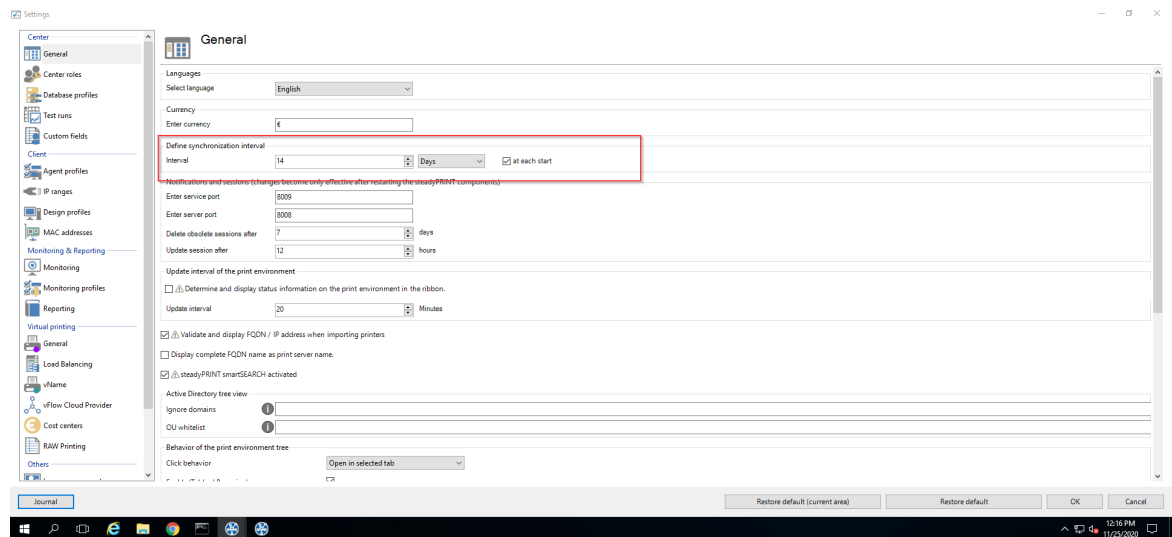 Settings
Center
General
Center roles
Database profiles
Test runs
Custom fields
Client
Agent profiles
IP ranges
Design profiles
MAC addresses
Monitoring & Reporting
Monitoring
Monitoring profiles
Reporting
Virtual printing
General
Load Balancing
vName
vFlow Cloud Provider
Cost centers
RAW Printing
Others
General
Languages
Select language English
Currency
Enter currency €
Define synchronization interval
Interval 14 Days at each start
Notifications and sessions (changes become only effective after restarting the steadyPRINT components)
Enter service port 8009
Enter server port 8008
Delete obsolete sessions after 7 days
Update session after 12 hours
Update interval of the print environment
Determine and display status information on the print environment in the ribbon.
Update interval 20 Minutes
Validate and display FQDN / IP address when importing printers
Display complete FQDN name as print server name.
steadyPRINT smartSEARCH activated
Active Directory tree view
Ignore domains
OU whitelist
Behavior of the print environment tree
Click behavior Open in selected tab
Journal Restore default (current area) Restore default OK Cancel
12:16 PM
11/25/2020